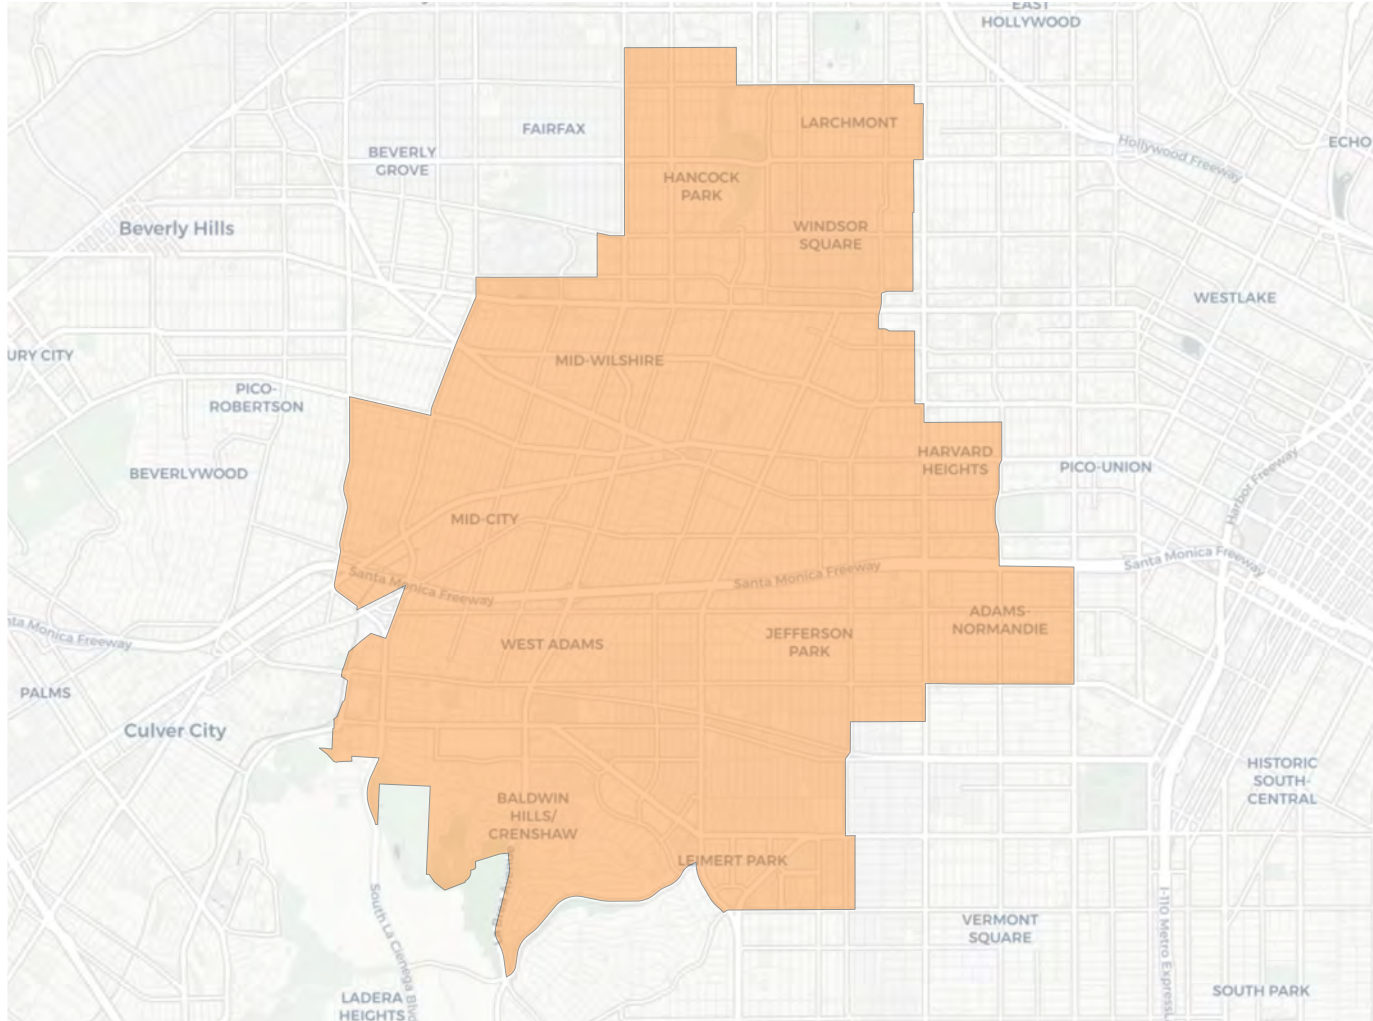 EAST
HOLLYWOOD
LARCHMONT
FAIRFAX
Hollywood Freeway
ECHO
BEVERLY
GROVE
HANCOCK
PARK
Beverly Hills
WINDSOR
SQUARE
WESTLAKE
URY CITY
MID-WILSHIRE
PICO-
ROBERTSON
HARVARD
HEIGHTS
PICO-UNION
BEVERLYWOOD
Harbor Freeway
MID-CITY
Santa Monica Freeway
Santa Monica Freeway
Santa Monica Freeway
nta Monica Freeway
ADAMS-
NORMANDIE
WEST ADAMS
JEFFERSON
PARK
PALMS
Culver City
HISTORIC
SOUTH-
CENTRAL
BALDWIN
HILLS/
CRENSHAW
LEIMERT PARK
South La Cienega Blvd
VERMONT
SQUARE
I-110 Metro ExpressL
LADERA
HEIGHTS
SOUTH PARK